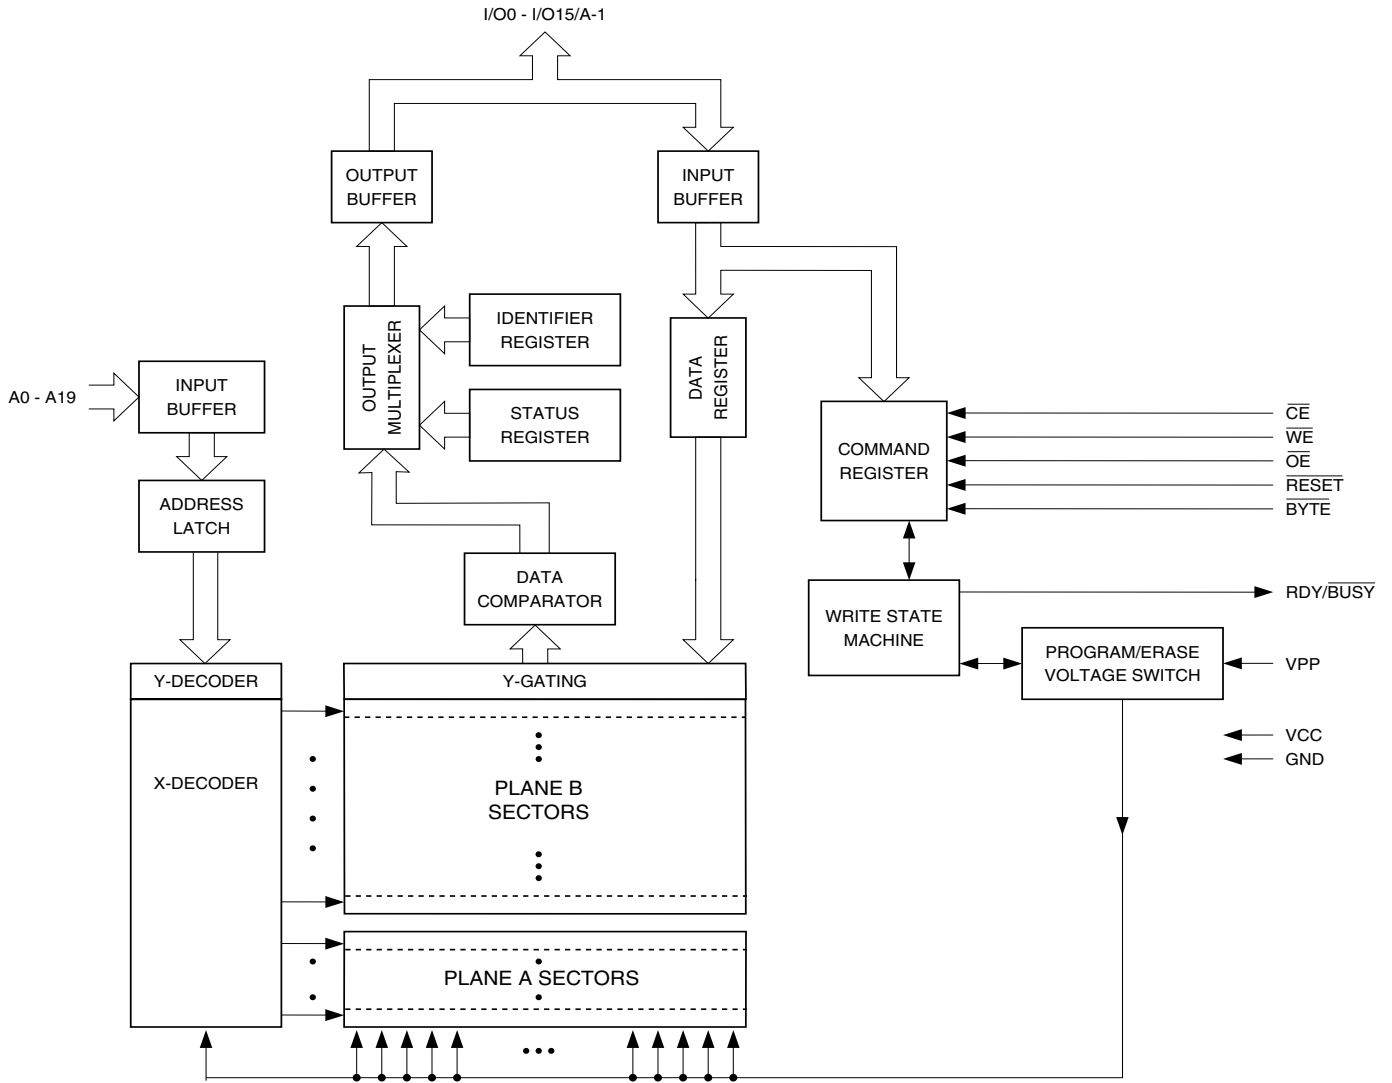 I/O0 - I/O15/A-1
OUTPUT
BUFFER
INPUT
BUFFER
IDENTIFIER
REGISTER
OUTPUT
MULTIPLEXER
STATUS
REGISTER
DATA
REGISTER
A0 - A19
INPUT
BUFFER
COMMAND
REGISTER
CE
WE
OE
RESET
BYTE
ADDRESS
LATCH
DATA
COMPARATOR
WRITE STATE
MACHINE
RDY/BUSY
PROGRAM/ERASE
VOLTAGE SWITCH
VPP
Y-DECODER
Y-GATING
VCC
GND
X-DECODER
PLANE B
SECTORS
PLANE A SECTORS